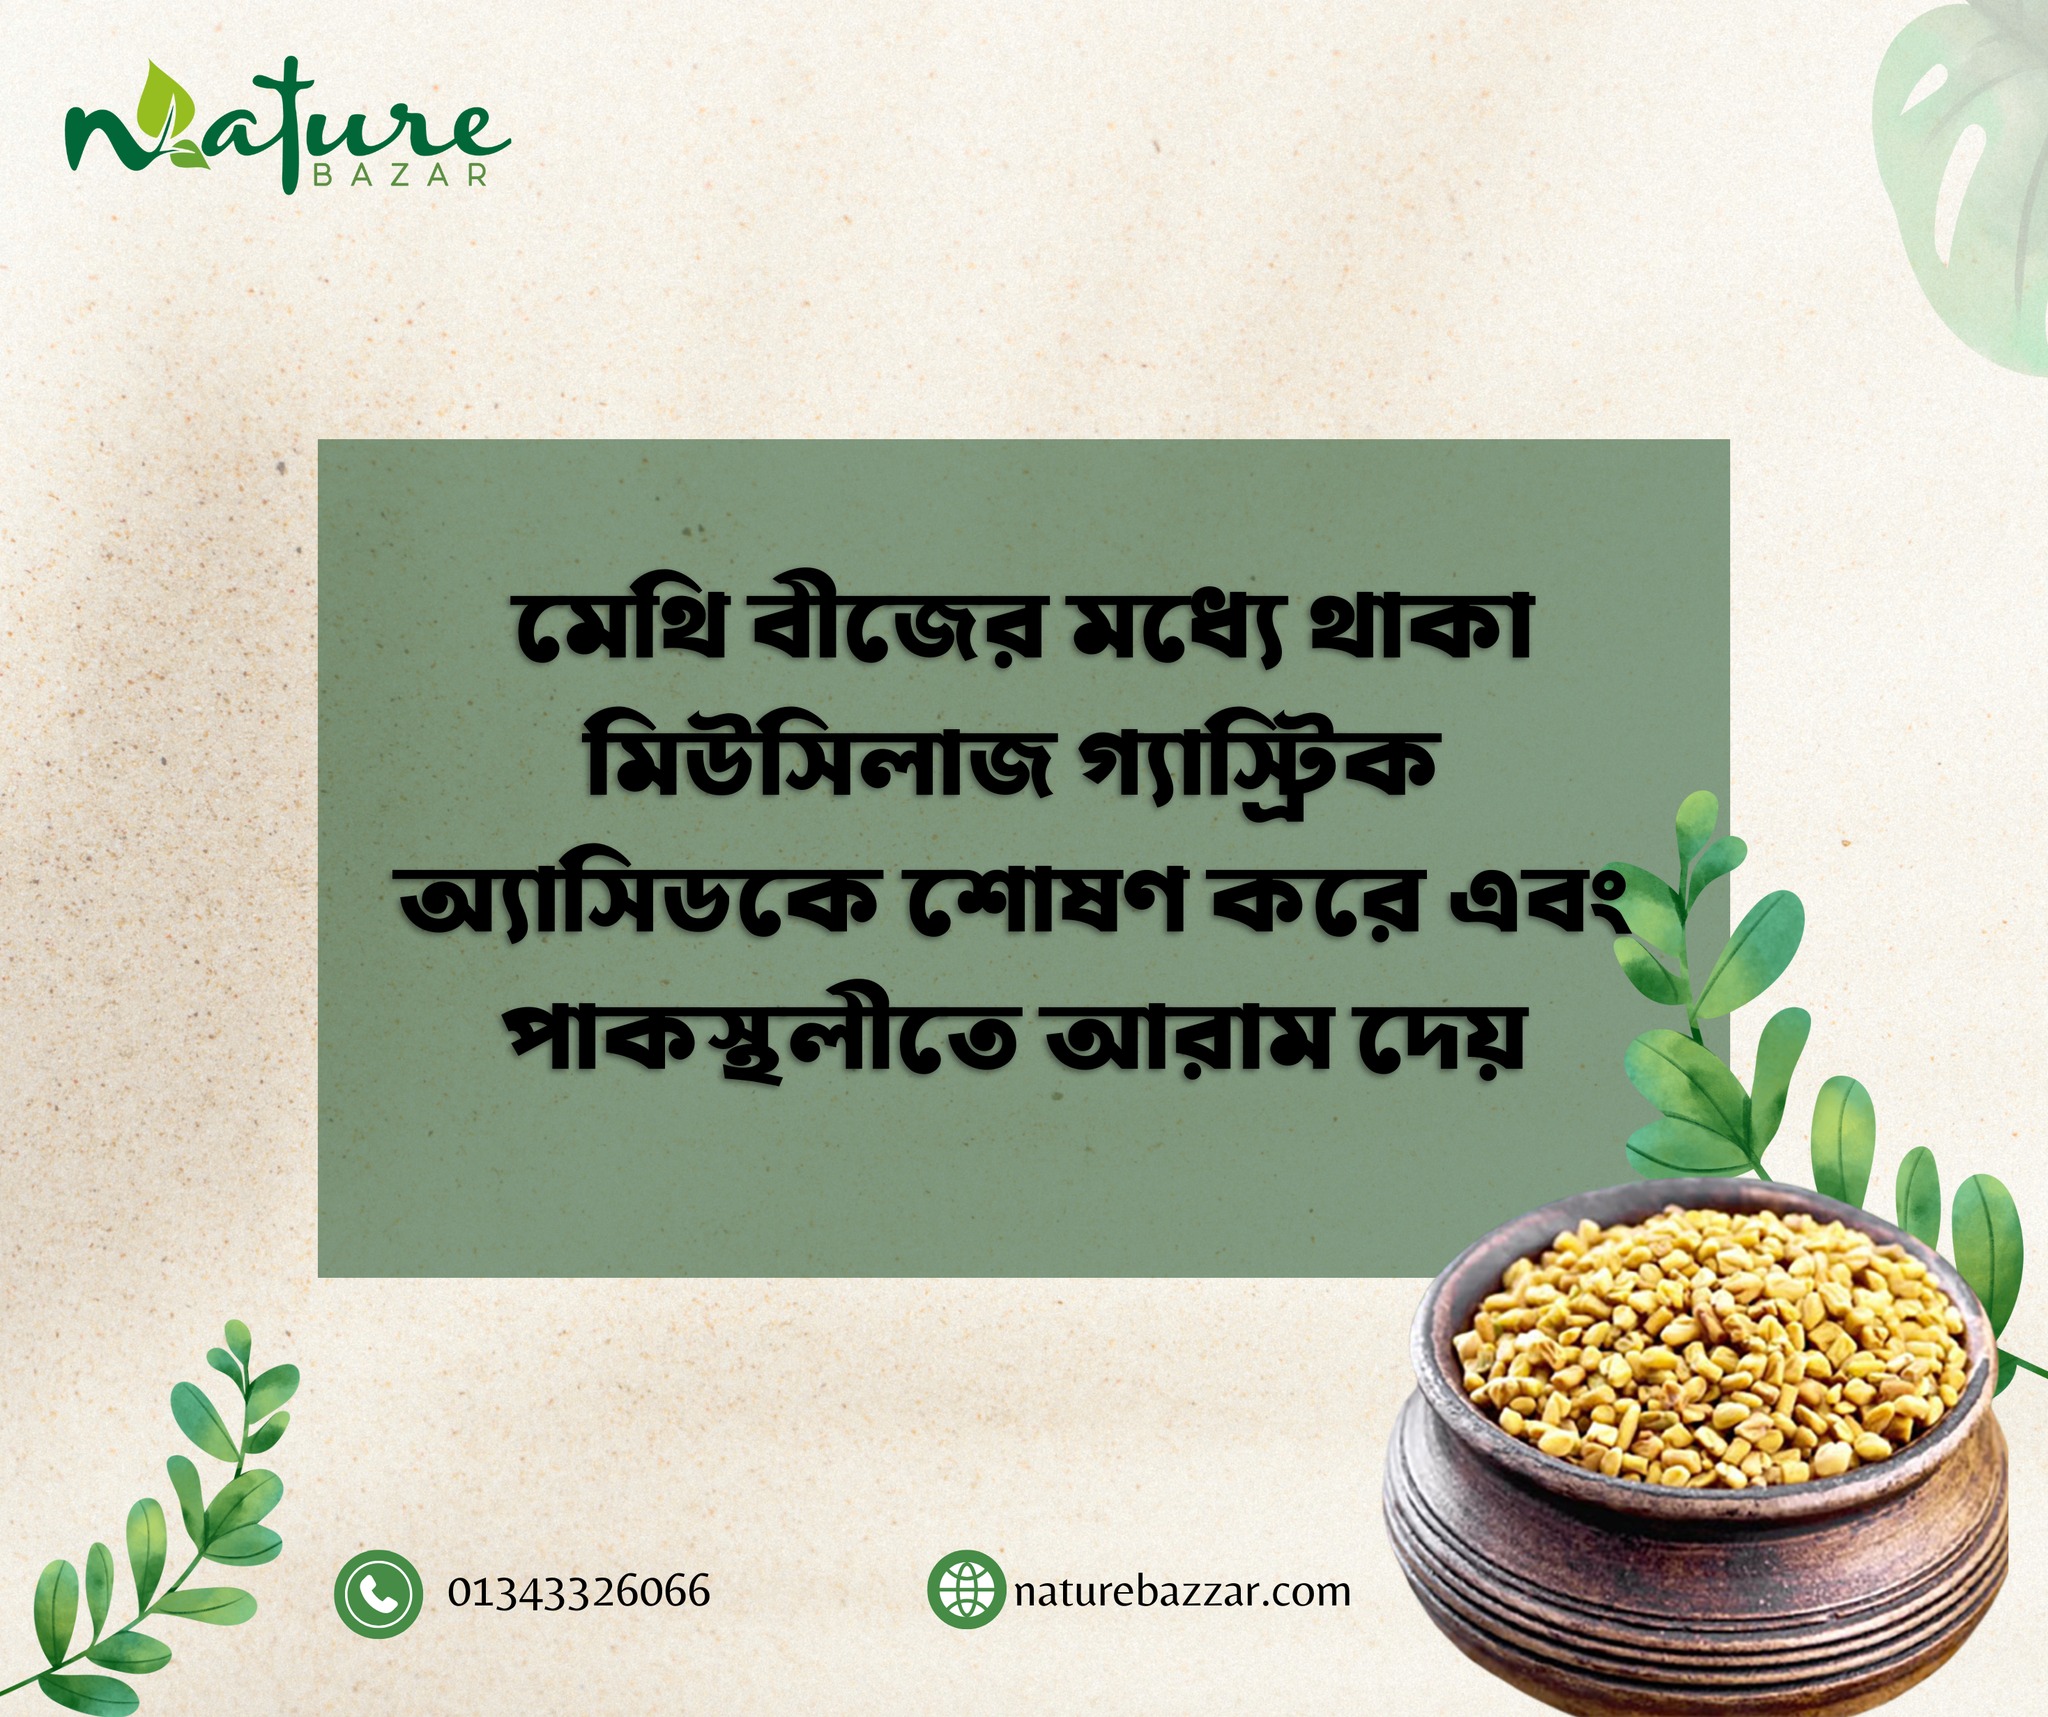 nature
BAZAR
মেথি বীজের মধ্যে থাকা
মিউসিলাজ গ্যাস্ট্রিক
অ্যাসিডকে শোষণ করে এবং
পাকস্থলীতে আরাম দেয়
01343326066
naturebazzar.com